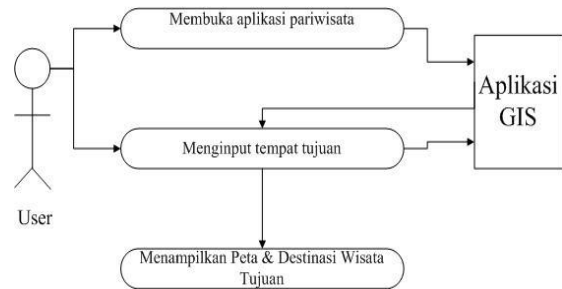 Membuka aplikasi pariwisata
Aplikasi
GIS
Menginput tempat tujuan
User
Menampilkan Peta & Destinasi Wisata
Tujuan